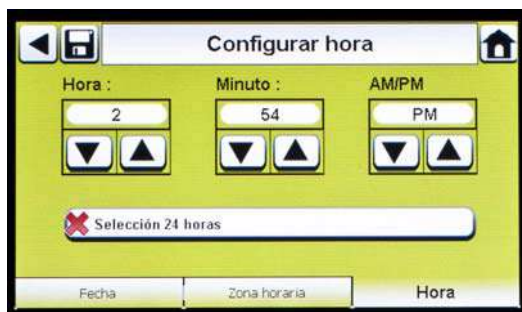 Configurar hora
Hora : Minuto : AM/PM
2 54 PM
Selección 24 horas
Fecha Zona horaria Hora